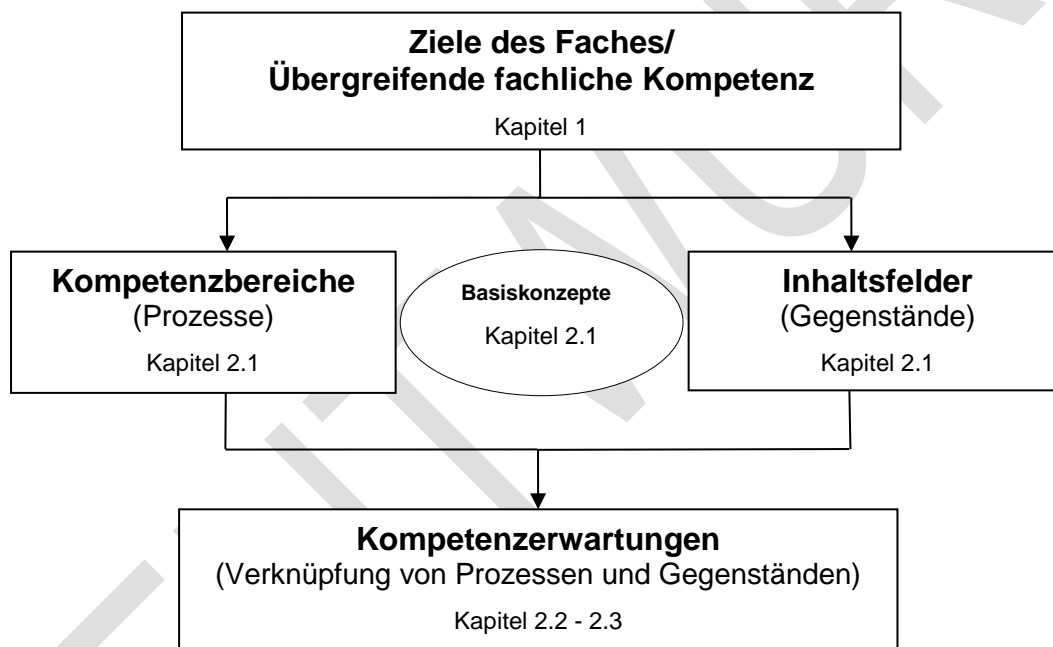 Ziele des Faches/
Übergreifende fachliche Kompetenz
Kapitel 1
Kompetenzbereiche
(Prozesse)
Kapitel 2.1
Basiskonzepte
Kapitel 2.1
Inhaltsfelder
(Gegenstände)
Kapitel 2.1
Kompetenzerwartungen
(Verknüpfung von Prozessen und Gegenständen)
Kapitel 2.2 - 2.3